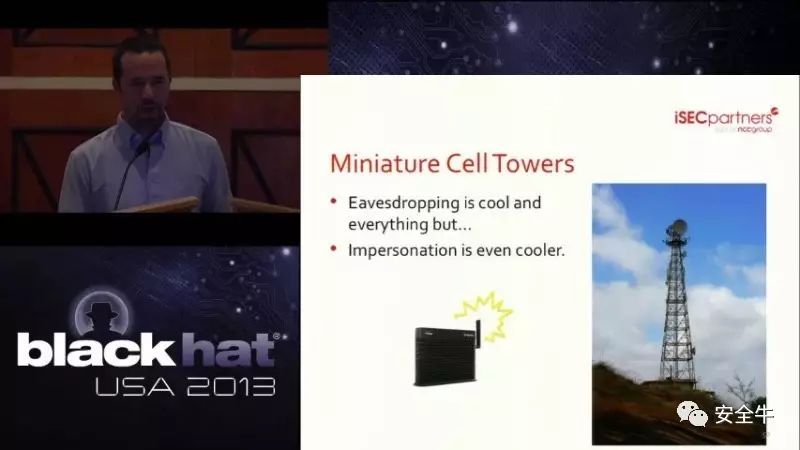 iSECpartners
part of nccgroup
Miniature Cell Towers
• Eavesdropping is cool and
everything but...
• Impersonation is even cooler.
black hat®
USA 2013
安全牛